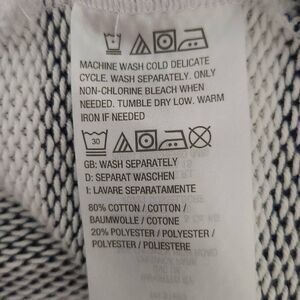 MACHINE WASH COLD DELICATE
CYCLE. WASH SEPARATELY. ONLY
NON-CHLORINE BLEACH WHEN
NEEDED. TUMBLE DRY LOW. WARM
IRON IF NEEDED
30
GB: WASH SEPARATELY
D: SEPARAT WASCHEN
I: LAVARE SEPARATAMENTE
80% COTTON / COTTON /
BAUMWOLLE / COTONE
20% POLYESTER / POLYESTER /
POLYESTER / POLIESTERE